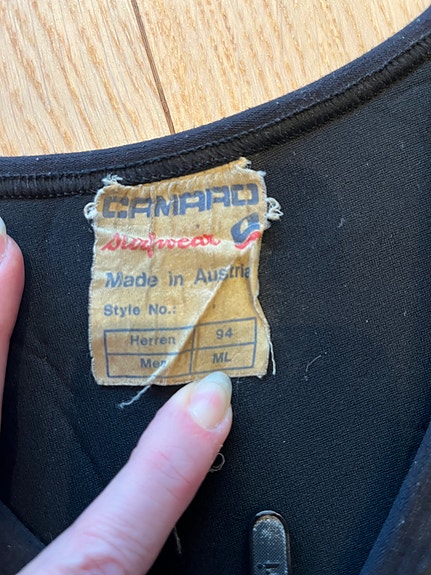 CAMARO
surfwear
Made in Austria
Style No.:
Herren 94
Men ML